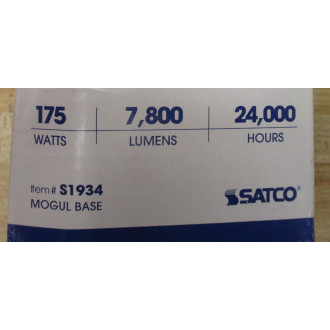 175 7,800 24,000
WATTS LUMENS HOURS
Item# S1934
MOGUL BASE
SATCO®